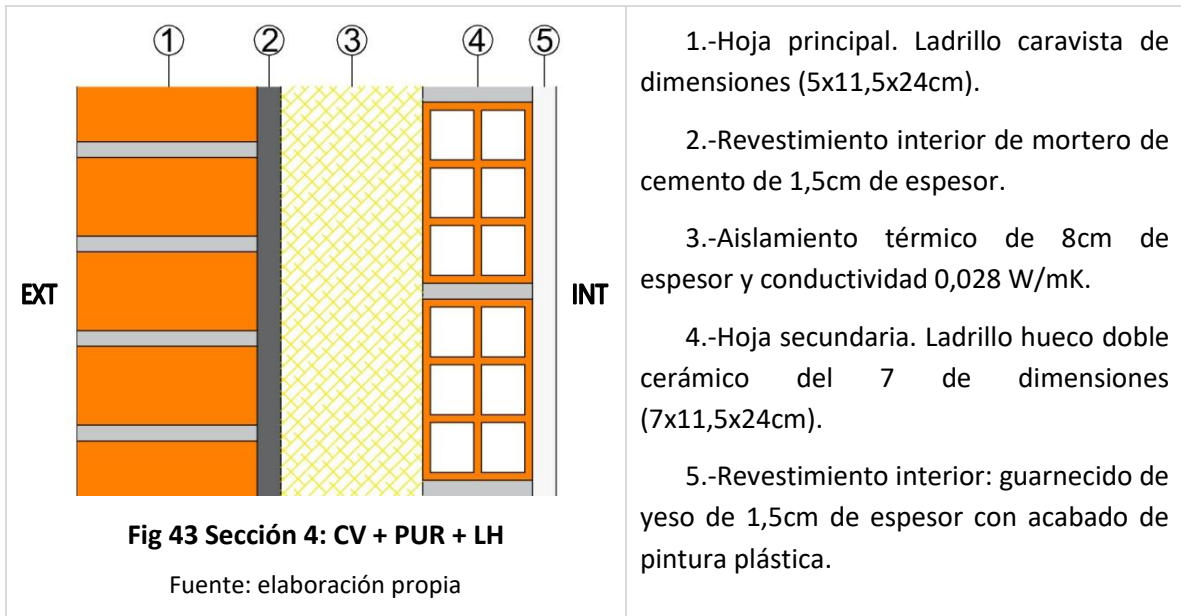 1 2 3 4 5
EXT
INT
Fig 43 Sección 4: CV + PUR + LH
Fuente: elaboración propia
1.-Hoja principal. Ladrillo caravista de
dimensiones (5x11,5x24cm).
2.-Revestimiento interior de mortero de
cemento de 1,5cm de espesor.
3.-Aislamiento térmico de 8cm de
espesor y conductividad 0,028 W/mK.
4.-Hoja secundaria. Ladrillo hueco doble
cerámico del 7 de dimensiones
(7x11,5x24cm).
5.-Revestimiento interior: guarnecido de
yeso de 1,5cm de espesor con acabado de
pintura plástica.